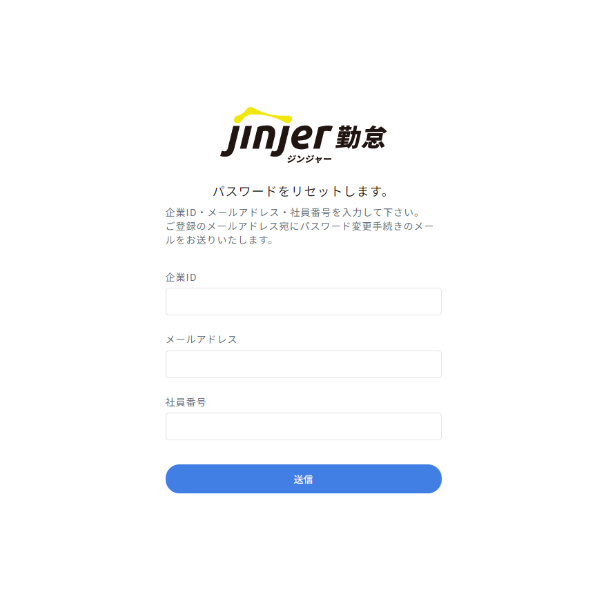 jinjer 勤怠
ジンジャー
パスワードをリセットします。
企業ID・メールアドレス・社員番号を入力して下さい。
ご登録のメールアドレス宛にパスワード変更手続きのメー
ルをお送りいたします。
企業ID
メールアドレス
社員番号
送信